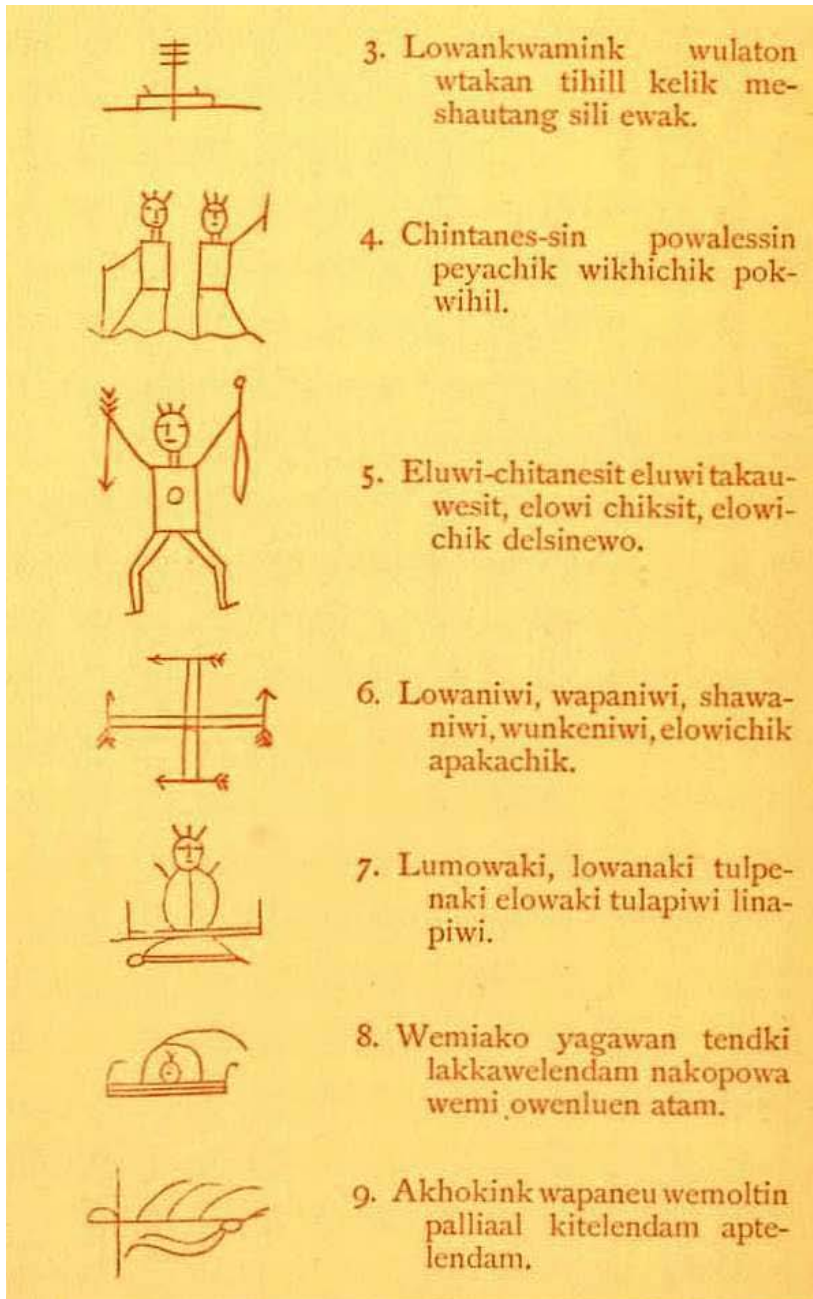 3. Lowankwamink wulaton
wtakan tihill kelik me-
shautang sili ewak.
4. Chintanes-sin powalessin
peyachik wikhichik pok-
wihil.
5. Eluwi-chitanesit eluwi takau-
wesit, elowi chiksit, elowi-
chik delsinewo.
6. Lowaniwi, wapaniwi, shawa-
niwi, wunkeniwi, elowichik
apakachik.
7. Lumowaki, lowanaki tulpe-
naki elowaki tulapiwi lina-
piwi.
8. Wemiako yagawan tendki
lakkawelendam nakopowa
wemi owenluen atam.
9. Akhokink wapaneu wemoltin
palliaal kitelendam apte-
lendam.